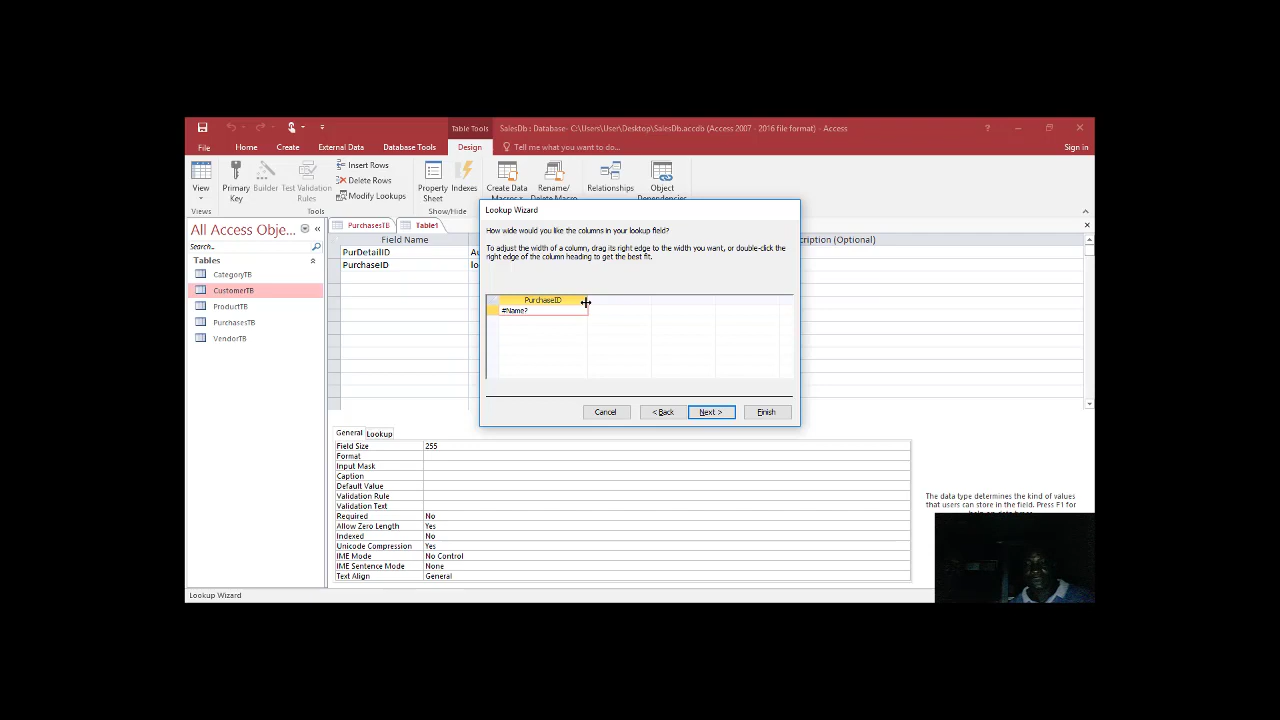 Table Tools
SalesDb : Database- C:\Users\User\Desktop\SalesDb.accdb (Access 2007 - 2016 file format) - Access
?
File
Home
Create
External Data
Database Tools
Design
Tell me what you want to do...
Sign in
View
Primary Key
Builder
Test Validation Rules
Insert Rows
Delete Rows
Modify Lookups
Property Sheet
Indexes
Create Data
Rename/
Relationships
Object
Views
Tools
Show/Hide
All Access Obje...
Search...
Tables
CategoryTB
CustomerTB
ProductTB
PurchasesTB
VendorTB
PurchasesTB
Table1
Field Name
cription (Optional)
PurDetailID
Au
PurchaseID
lo
Lookup Wizard
How wide would you like the columns in your lookup field?
To adjust the width of a column, drag its right edge to the width you want, or double-click the
right edge of the column heading to get the best fit.
PurchaseID
#Name?
Cancel
< Back
Next >
Finish
General
Lookup
Field Size 255
Format
Input Mask
Caption
Default Value
Validation Rule
Validation Text
Required No
Allow Zero Length Yes
Indexed No
Unicode Compression Yes
IME Mode No Control
IME Sentence Mode None
Text Align General
The data type determines the kind of values
that users can store in the field. Press F1 for
Lookup Wizard